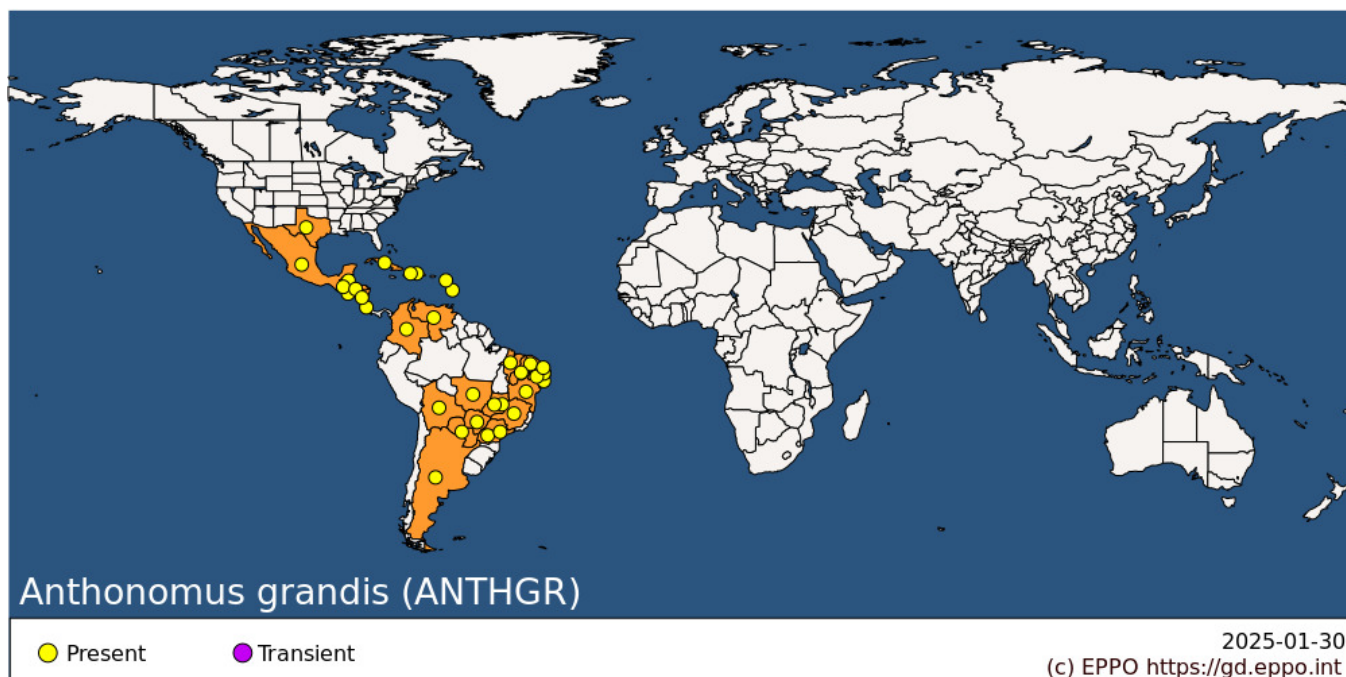 Anthonomus grandis (ANTHGR)
Present
Transient
2025-01-30
(c) EPPO https://gd.eppo.int